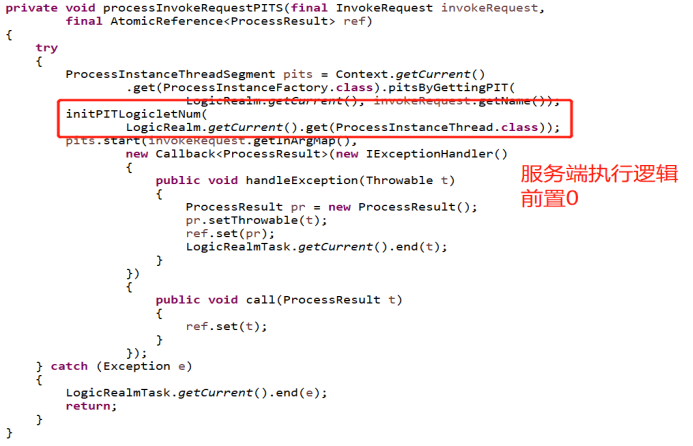 private void processInvokeRequestPITS(final InvokeRequest invokeRequest,
final AtomicReference<ProcessResult> ref)
{
try
{
ProcessInstanceThreadSegment pits = Context.getCurrent()
.get(ProcessInstanceFactory.class).pitsByGettingPIT(
LogicRealm.getCurrent(), invokeRequest.getName());
initPITLogicletNum(
LogicRealm.getCurrent().get(ProcessInstanceThread.class));
pits.start(invokeRequest.getInArgMap(),
new Callback<ProcessResult>(new IExceptionHandler()
{
public void handleException(Throwable t)
{
ProcessResult pr = new ProcessResult();
pr.setThrowable(t);
ref.set(pr);
LogicRealmTask.getCurrent().end(t);
}
})
{
public void call(ProcessResult t)
{
ref.set(t);
}
});
} catch (Exception e)
{
LogicRealmTask.getCurrent().end(e);
return;
}
}
服务端执行逻辑
前置0